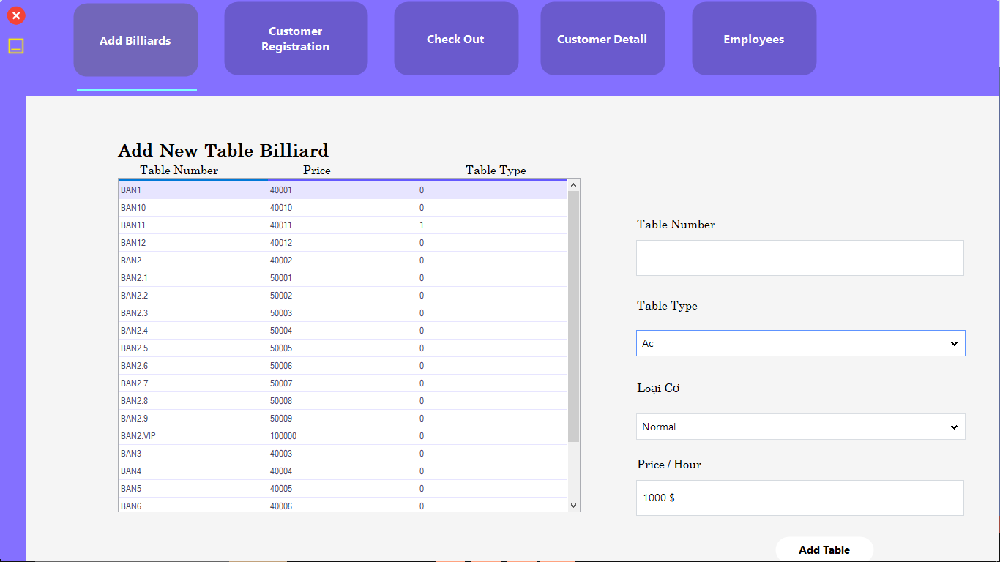 Add Billiards
Customer
Registration
Check Out
Customer Detail
Employees
Add New Table Billiard
Table Number Price Table Type
BAN1 40001 0
BAN10 40010 0
BAN11 40011 1
BAN12 40012 0
BAN2 40002 0
BAN2.1 50001 0
BAN2.2 50002 0
BAN2.3 50003 0
BAN2.4 50004 0
BAN2.5 50005 0
BAN2.6 50006 0
BAN2.7 50007 0
BAN2.8 50008 0
BAN2.9 50009 0
BAN2.VIP 100000 0
BAN3 40003 0
BAN4 40004 0
BAN5 40005 0
BAN6 40006 0
Table Number
Table Type
Ac
Loại Cơ
Normal
Price / Hour
1000 $
Add Table